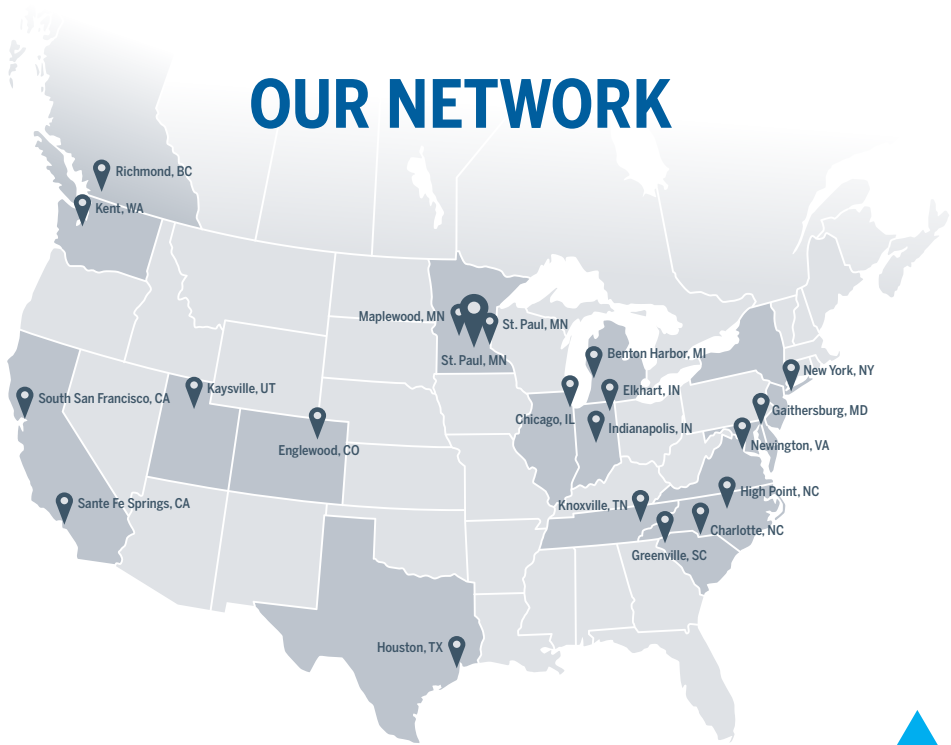 OUR NETWORK
Richmond, BC
Kent, WA
Maplewood, MN
St. Paul, MN
St. Paul, MN
Benton Harbor, MI
New York, NY
Kaysville, UT
Elkhart, IN
South San Francisco, CA
Gaithersburg, MD
Chicago, IL
Indianapolis, IN
Newington, VA
Englewood, CO
High Point, NC
Sante Fe Springs, CA
Knoxville, TN
Charlotte, NC
Greenville, SC
Houston, TX